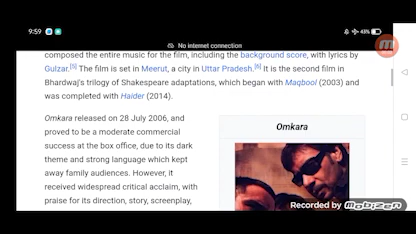 9:59
43%
No internet connection
composed the entire music for the film, including the background score, with lyrics by
Gulzar.[5] The film is set in Meerut, a city in Uttar Pradesh.[6] It is the second film in
Bhardwaj's trilogy of Shakespeare adaptations, which began with Maqbool (2003) and
was completed with Haider (2014).
Omkara released on 28 July 2006, and
proved to be a moderate commercial
success at the box office, due to its dark
theme and strong language which kept
away family audiences. However, it
received widespread critical acclaim, with
praise for its direction, story, screenplay,
Omkara
Recorded by mobizen